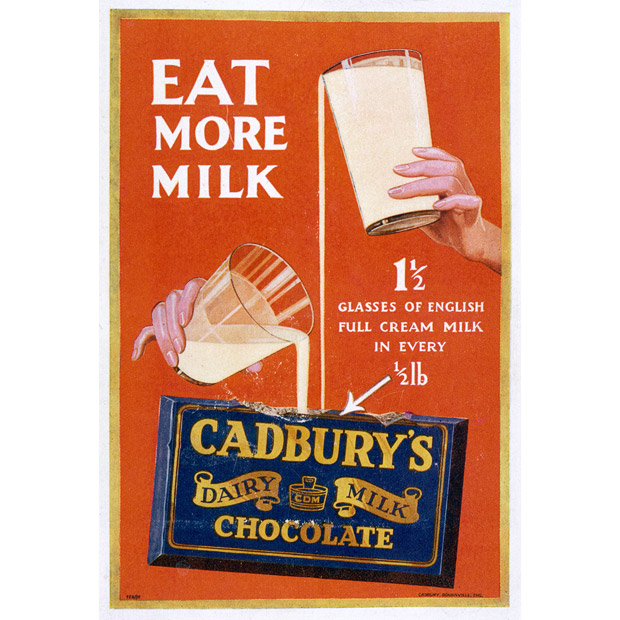 EAT
MORE
MILK
1½
GLASSES OF ENGLISH
FULL CREAM MILK
IN EVERY
½lb
CADBURY'S
DAIRY CDM MILK
CHOCOLATE